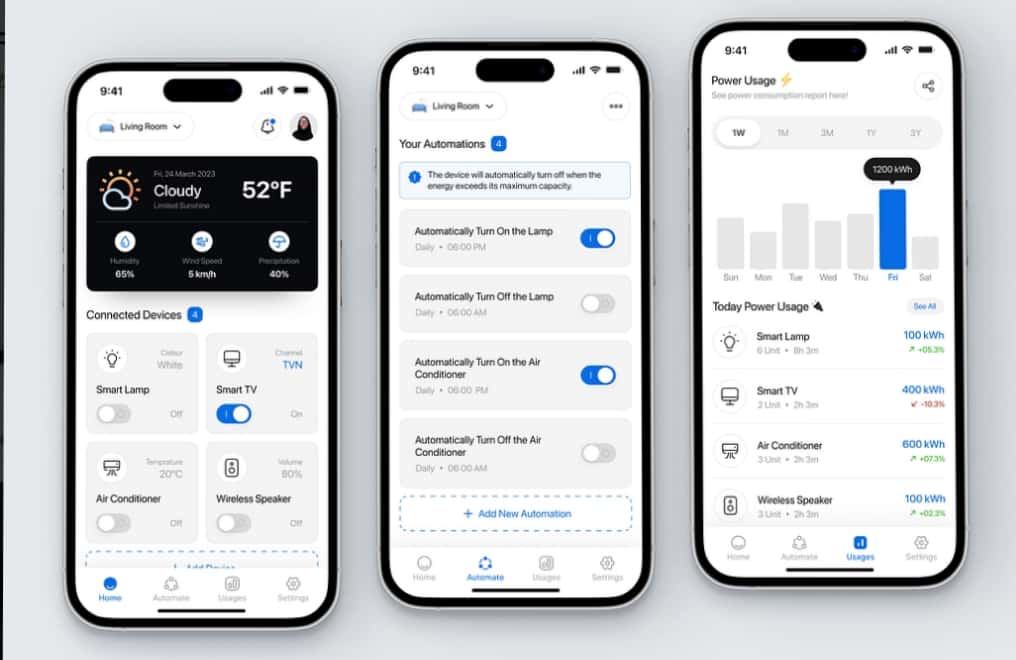 9:41
Living Room
Fri, 24 March 2023
Cloudy
Limited Sunshine
52°F
Humidity
65%
Wind Speed
5 km/h
Precipitation
40%
Connected Devices 4
Colour
White
Smart Lamp
Off
Channel
TVN
Smart TV
On
Temprature
20°C
Air Conditioner
Off
Volume
80%
Wireless Speaker
Off
Home
Automate
Usages
Settings
9:41
Living Room
Your Automations 4
The device will automatically turn off when the
energy exceeds its maximum capacity.
Automatically Turn On the Lamp
Daily • 06:00 PM
Automatically Turn Off the Lamp
Daily • 06:00 AM
Automatically Turn On the Air
Conditioner
Daily • 06:00 PM
Automatically Turn Off the Air
Conditioner
Daily • 06:00 AM
+ Add New Automation
Home
Automate
Usages
Settings
9:41
Power Usage ⚡
See power consumption report here!
1W
1M
3M
1Y
3Y
1200 kWh
Sun
Mon
Tue
Wed
Thu
Fri
Sat
Today Power Usage 🔌
See All
Smart Lamp
6 Unit • 8h 3m
100 kWh
↗ +05.3%
Smart TV
2 Unit • 2h 3m
400 kWh
↙ -10.3%
Air Conditioner
3 Unit • 2h 3m
600 kWh
↗ +07.3%
Wireless Speaker
3 Unit • 2h 3m
100 kWh
↗ +02.3%
Home
Automate
Usages
Settings